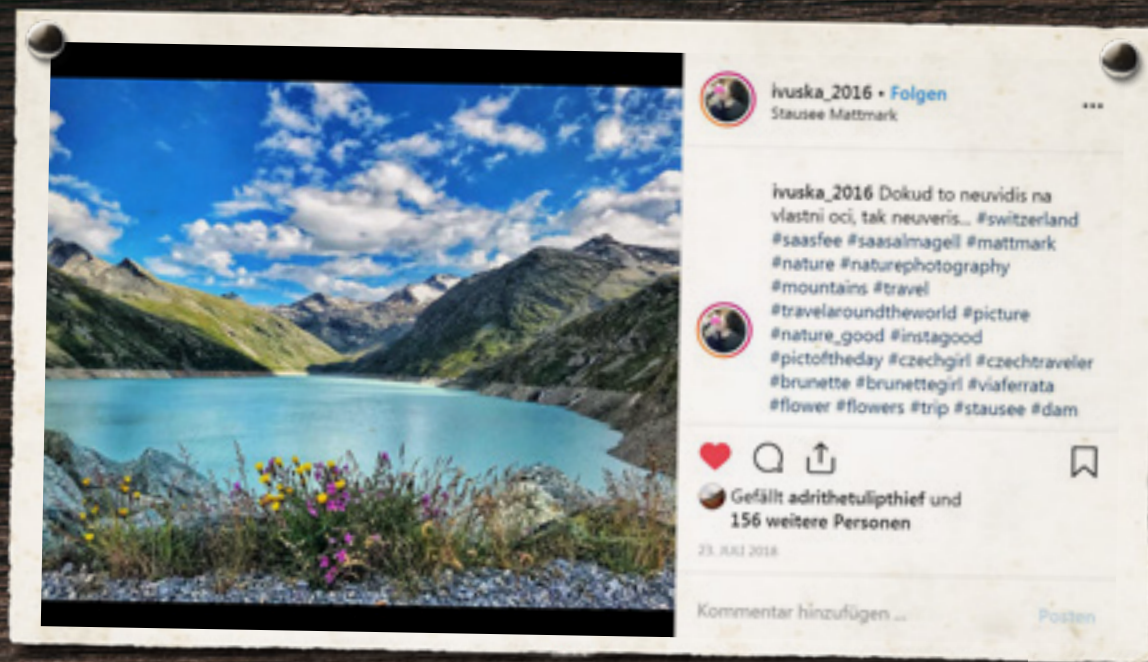 ivuska_2016 • Folgen
Stausee Mattmark
ivuska_2016 Dokud to neuvidis na
vlastni oci, tak neuveris... #switzerland
#saasfee #saasalmagell #mattmark
#nature #naturephotography
#mountains #travel
#travelaroundtheworld #picture
#nature_good #instagood
#pictoftheday #czechgirl #czechtraveler
#brunette #brunettegirl #viaferrata
#flower #flowers #trip #stausee #dam
Gefällt adrithetulipthief und
156 weitere Personen
23. JULI 2018
Kommentar hinzufügen ...
Posten